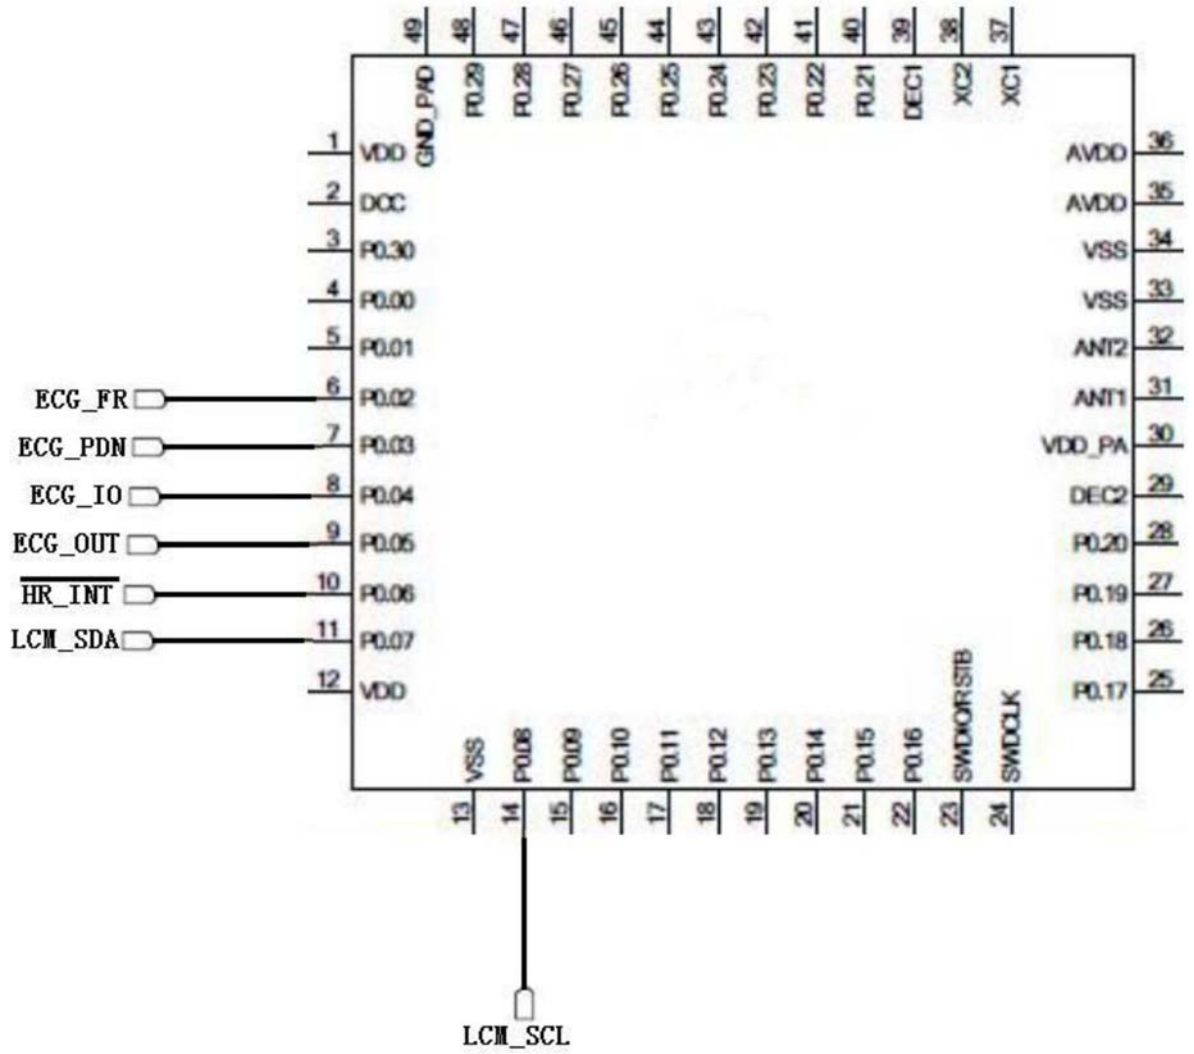 49 48 47 46 45 44 43 42 41 40 39 38 37
GND_PAD P0.29 P0.28 P0.27 P0.26 P0.25 P0.24 P0.23 P0.22 P0.21 DEC1 XC2 XC1
1 VDD AVDD 36
2 DCC AVDD 35
3 P0.30 VSS 34
4 P0.00 VSS 33
5 P0.01 ANT2 32
ECG_FR 6 P0.02 ANT1 31
ECG_PDN 7 P0.03 VDD_PA 30
ECG_IO 8 P0.04 DEC2 29
ECG_OUT 9 P0.05 P0.20 28
HR_INT 10 P0.06 P0.19 27
LCM_SDA 11 P0.07 P0.18 26
12 VDD P0.17 25
VSS P0.08 P0.09 P0.10 P0.11 P0.12 P0.13 P0.14 P0.15 P0.16 SWDIO/RSTB SWDCLK
13 14 15 16 17 18 19 20 21 22 23 24
LCM_SCL